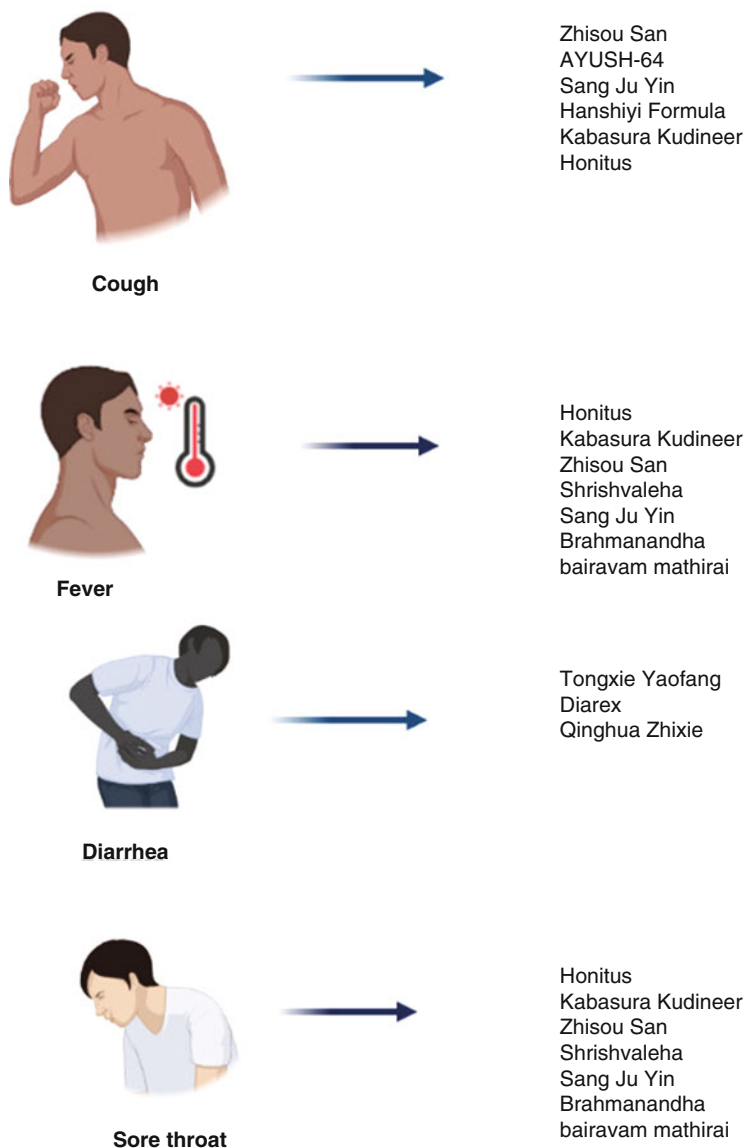 Zhisou San
AYUSH-64
Sang Ju Yin
Hanshiyi Formula
Kabasura Kudineer
Honitus
Cough
Honitus
Kabasura Kudineer
Zhisou San
Shrishvaleha
Sang Ju Yin
Brahmanandha
bairavam mathirai
Fever
Tongxie Yaofang
Diarex
Qinghua Zhixie
Diarrhea
Honitus
Kabasura Kudineer
Zhisou San
Shrishvaleha
Sang Ju Yin
Brahmanandha
bairavam mathirai
Sore throat